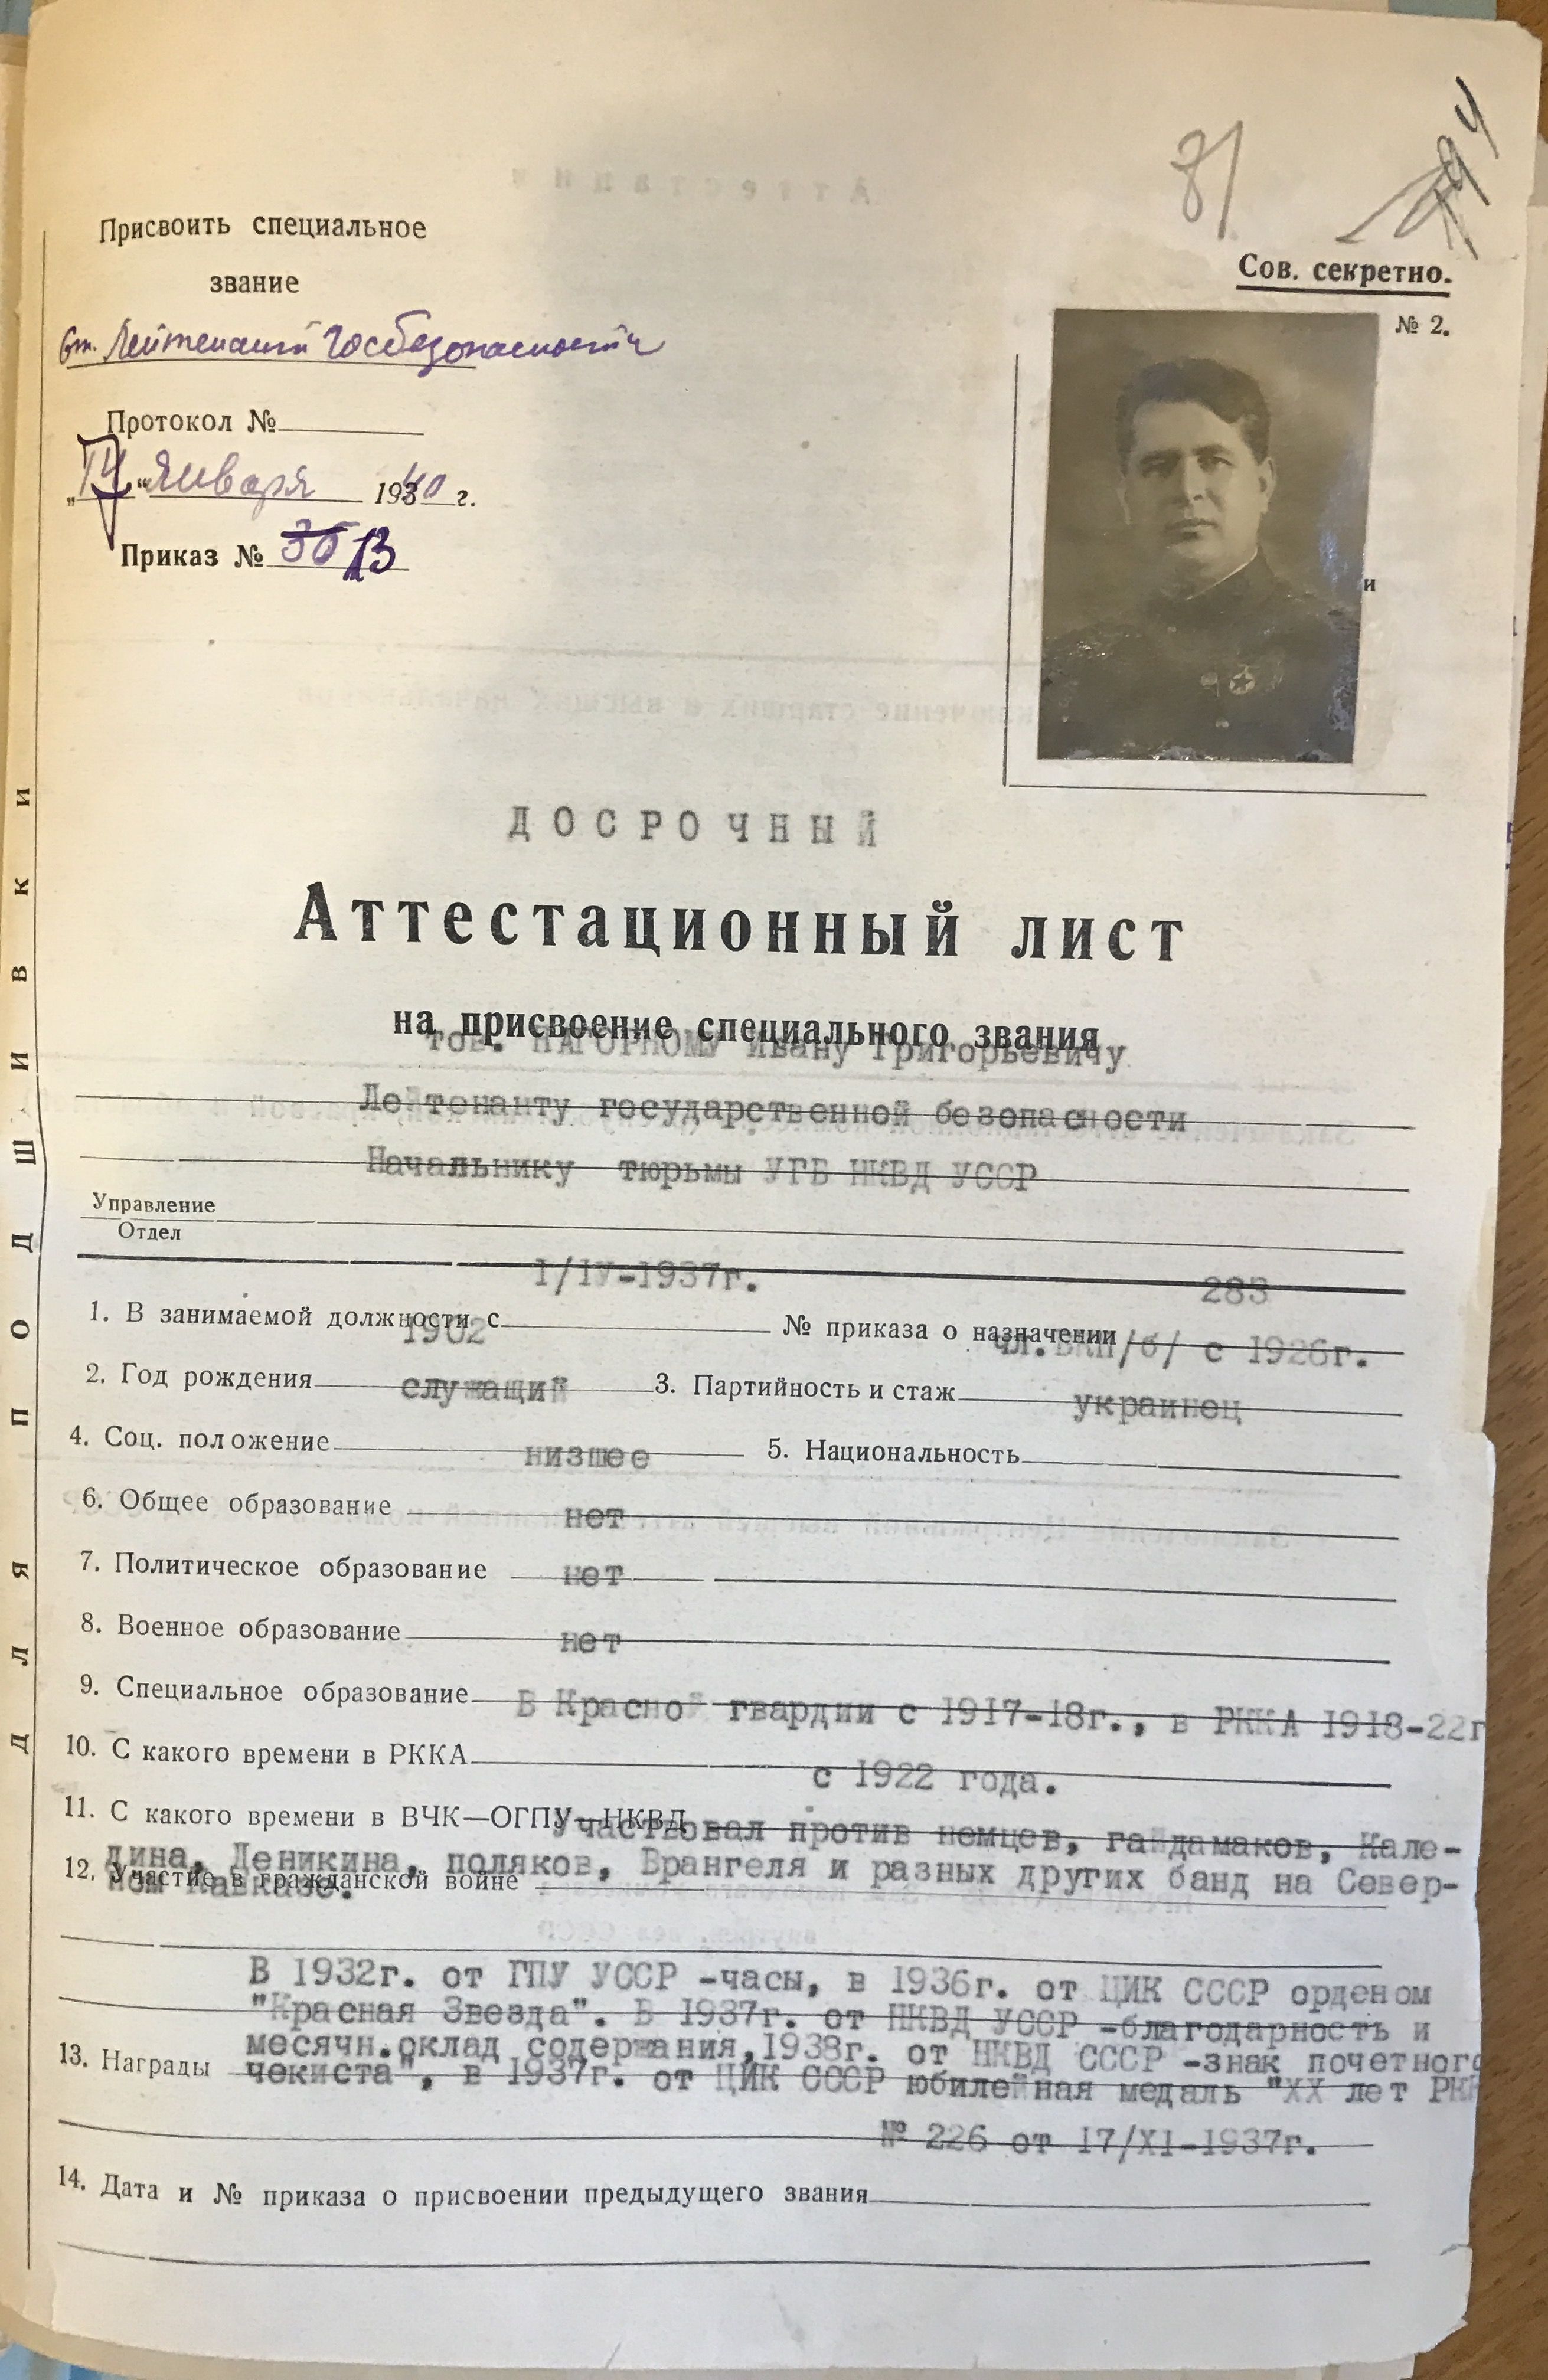 81
Присвоить специальное
звание
Ст. Лейтенант Госбезопасности
Сов. секретно.
№ 2.
Протокол №
„ “ Января 1940 г.
Приказ № 36 13
и
ДОСРОЧНЫЙ
Аттестационный лист
на присвоение специального звания
тов. НАГОРНОМУ Ивану Григорьевичу
Лейтенанту государственной безопасности
Начальнику тюрьмы УГБ НКВД УССР
Управление
Отдел
1. В занимаемой должности с I/IV-1937г. № приказа о назначении 283
2. Год рождения 1902 3. Партийность и стаж чл.ВКП/б/ с 1926г.
4. Соц. положение служащий 5. Национальность украинец
6. Общее образование низшее
7. Политическое образование нет
8. Военное образование нет
9. Специальное образование нет
10. С какого времени в РККА В Красной гвардии с 1917-18г., в РККА 1918-22г
11. С какого времени в ВЧК—ОГПУ—НКВД с 1922 года.
12. Участие в гражданской войне Участвовал против немцев, гайдамаков, Кале-
дина, Деникина, поляков, Врангеля и разных других банд на Север-
ном Кавказе.
В 1932г. от ГПУ УССР -часы, в 1936г. от ЦИК СССР орденом
"Красная Звезда". В 1937г. от НКВД УССР -благодарность и
месячн.оклад содержания,1938г. от НКВД СССР -знак почетного
13. Награды чекиста", в 1937г. от ЦИК СССР юбилейная медаль "XX лет РКК
№ 226 от 17/XI-1937г.
14. Дата и № приказа о присвоении предыдущего звания
ДЛЯ ПОДШИВКИ